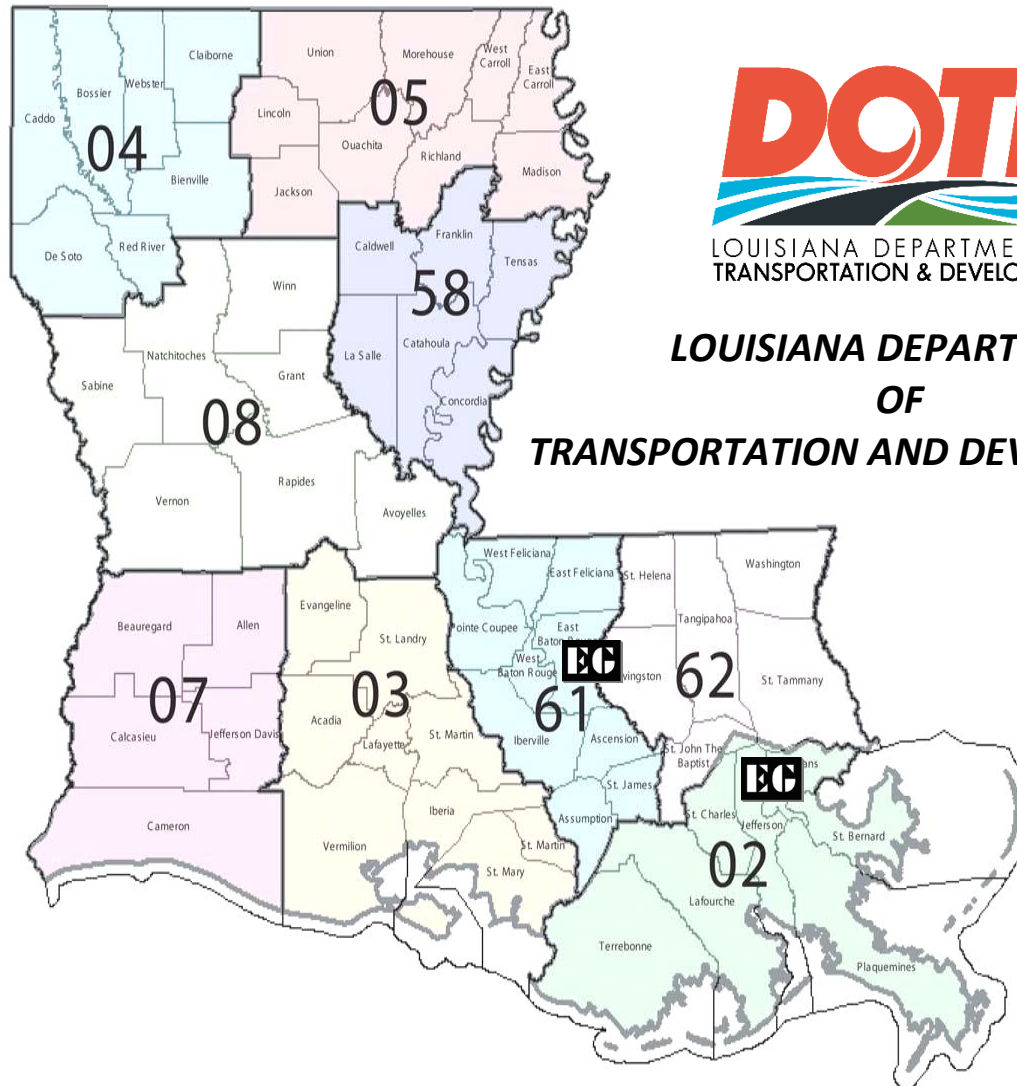 Union
Morehouse
West
Carroll
East
Carroll
Claiborne
Webster
Bossier
Caddo
04
05
Lincoln
Ouachita
Richland
Madison
Jackson
Bienville
De Soto
Red River
DOT
LOUISIANA DEPARTME
TRANSPORTATION & DEVELO
Caldwell
Franklin
Tensas
58
Winn
La Salle
Catahoula
Concordia
Natchitoches
Grant
Sabine
08
Rapides
Vernon
Avoyelles
LOUISIANA DEPART
OF
TRANSPORTATION AND DEV
West Feliciana
East Feliciana
St. Helena
Washington
Tangipahoa
Evangeline
St. Landry
Beauregard
Allen
Pointe Coupee
East
Baton
West
Baton Rouge
EG
vingston
62
St. Tammany
07
03
61
Calcasieu
Jefferson Davis
Acadia
Lafayette
St. Martin
Iberville
Ascension
St. John The
Baptist
EG
ans
St. James
Assumption
St. Charles
Jefferson
St. Bernard
Cameron
Vermilion
Iberia
St. Martin
St. Mary
02
Lafourche
Terrebonne
Plaquemines